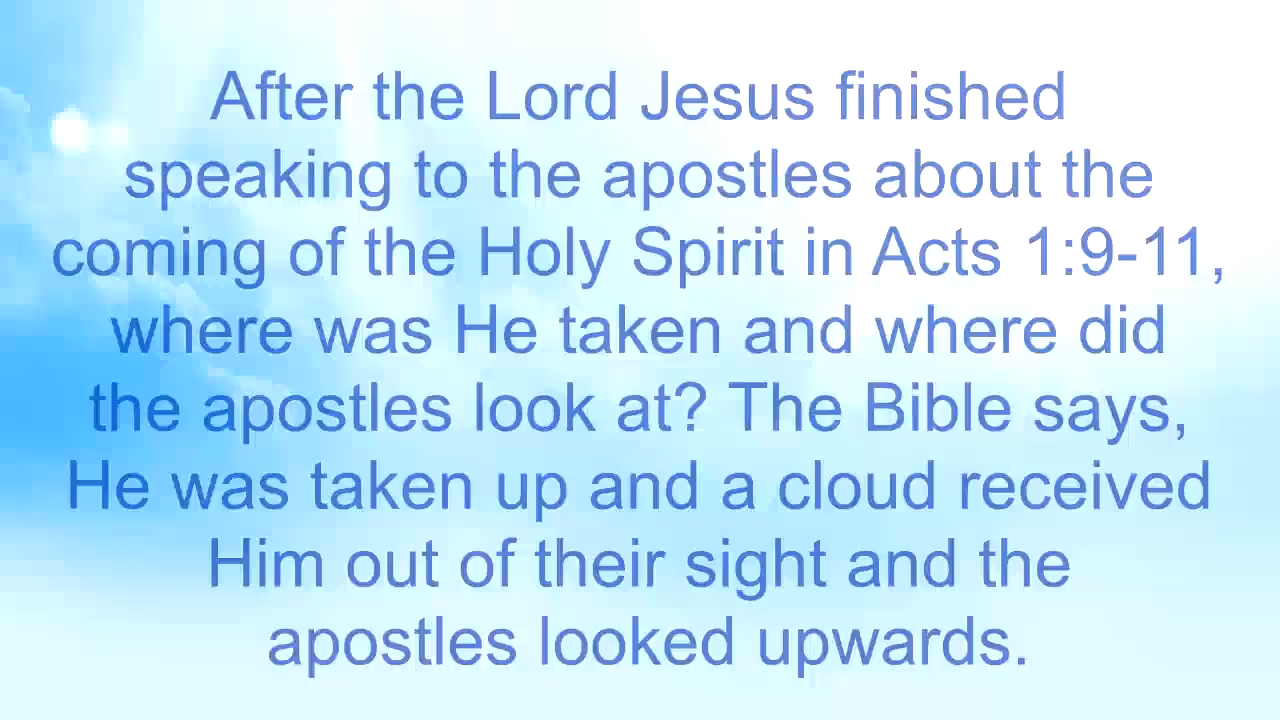 After the Lord Jesus finished
speaking to the apostles about the
coming of the Holy Spirit in Acts 1:9-11,
where was He taken and where did
the apostles look at? The Bible says,
He was taken up and a cloud received
Him out of their sight and the
apostles looked upwards.